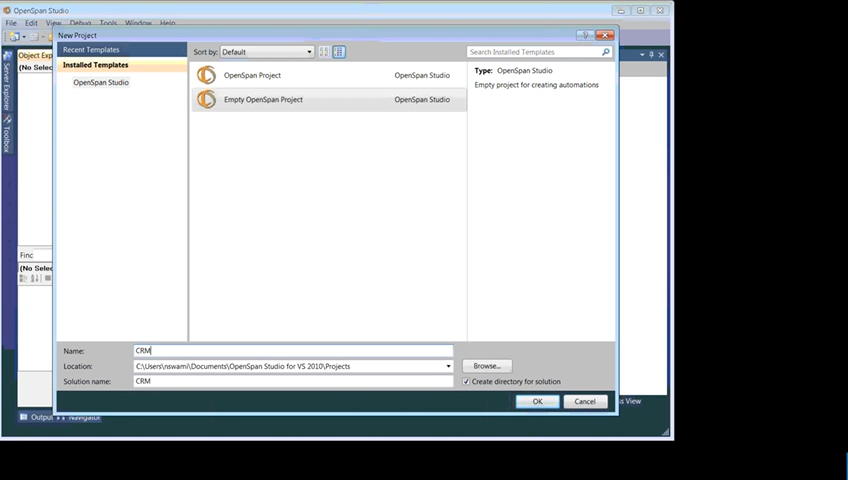 OpenSpan Studio
File Edit View Debug Tools Window Help
New Project
Recent Templates
Installed Templates
OpenSpan Studio
Sort by: Default
Search Installed Templates
OpenSpan Project OpenSpan Studio
Empty OpenSpan Project OpenSpan Studio
Type: OpenSpan Studio
Empty project for creating automations
Object Exp
(No Selec
Server Explorer
Toolbox
Finc
(No Selec
Name: CRM
Location: C:\Users\nswami\Documents\OpenSpan Studio for VS 2010\Projects
Browse...
Solution name: CRM
Create directory for solution
OK Cancel
Output
Navigator
ss View